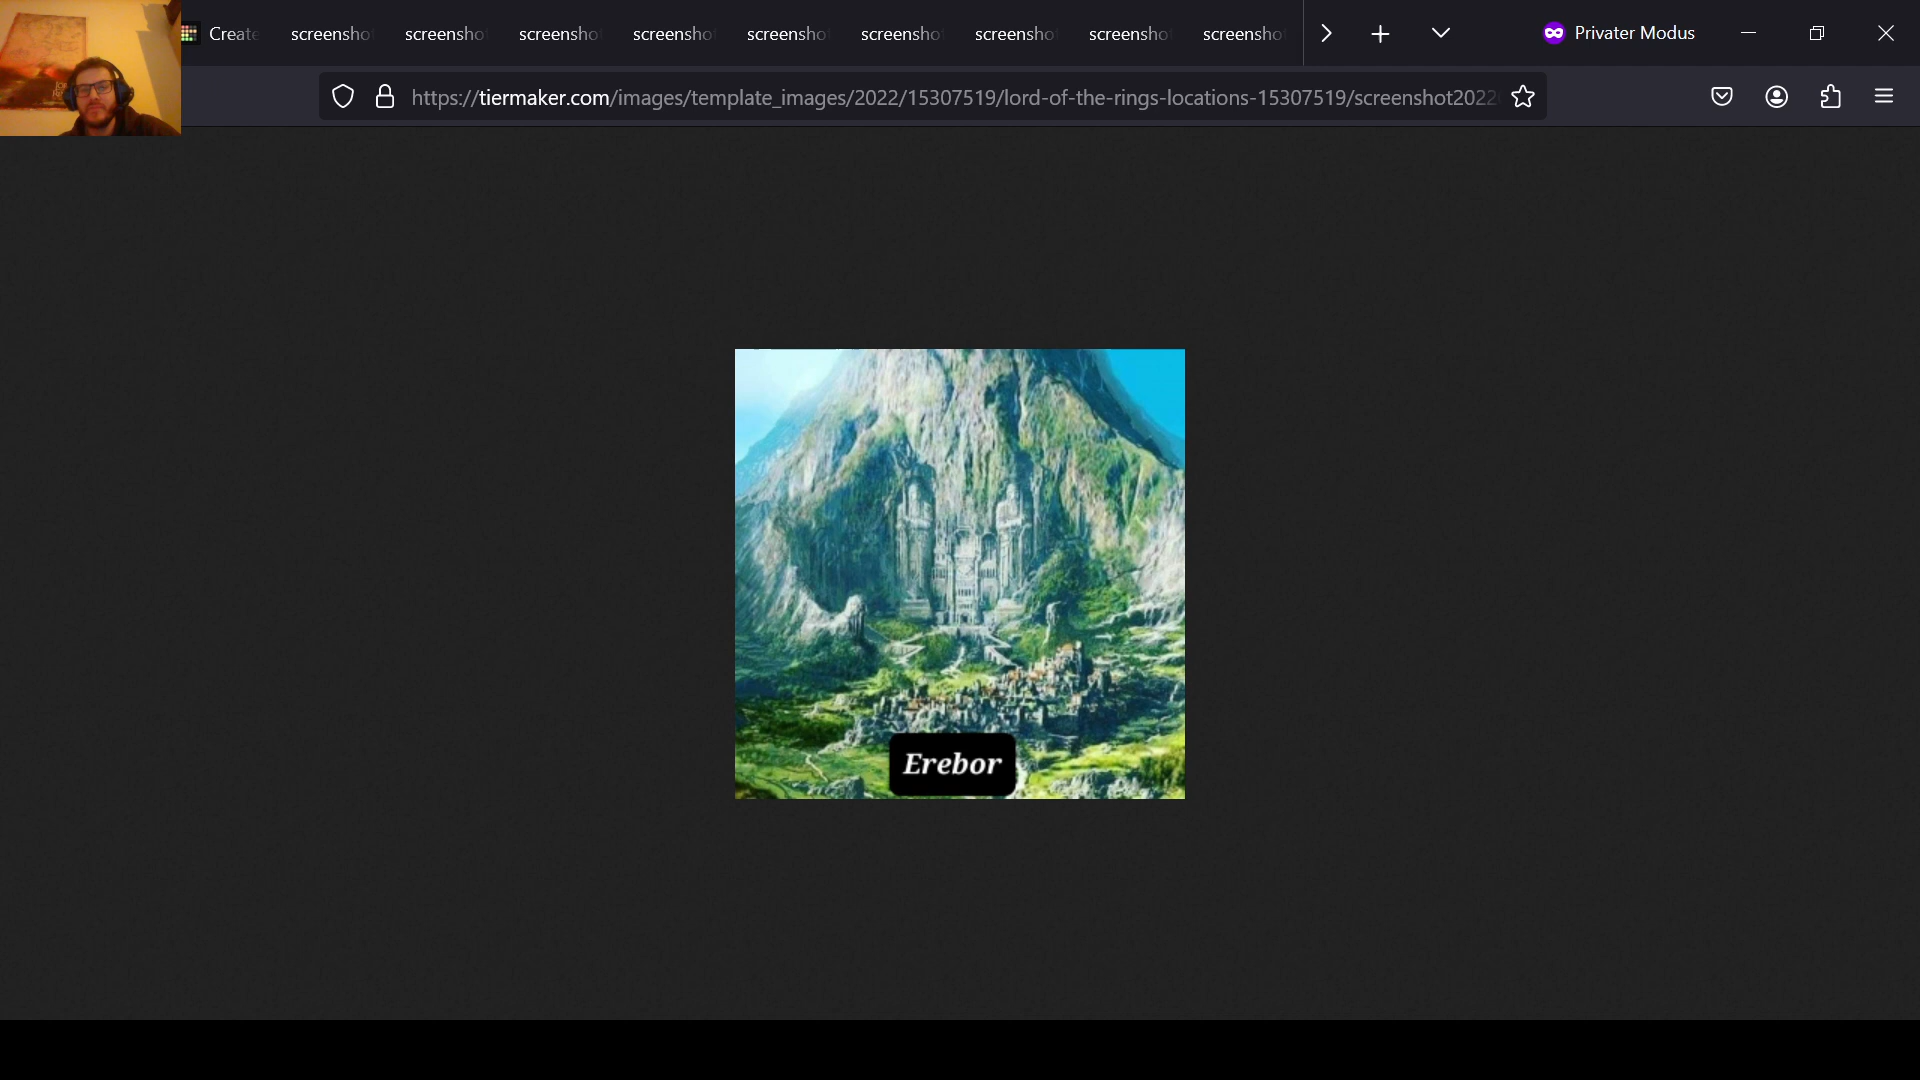 Create
screensho
screensho
screensho
screensho
screensho
screensho
screensho
screensho
screensho
Privater Modus
https://tiermaker.com/images/template_images/2022/15307519/lord-of-the-rings-locations-15307519/screenshot2022
Erebor